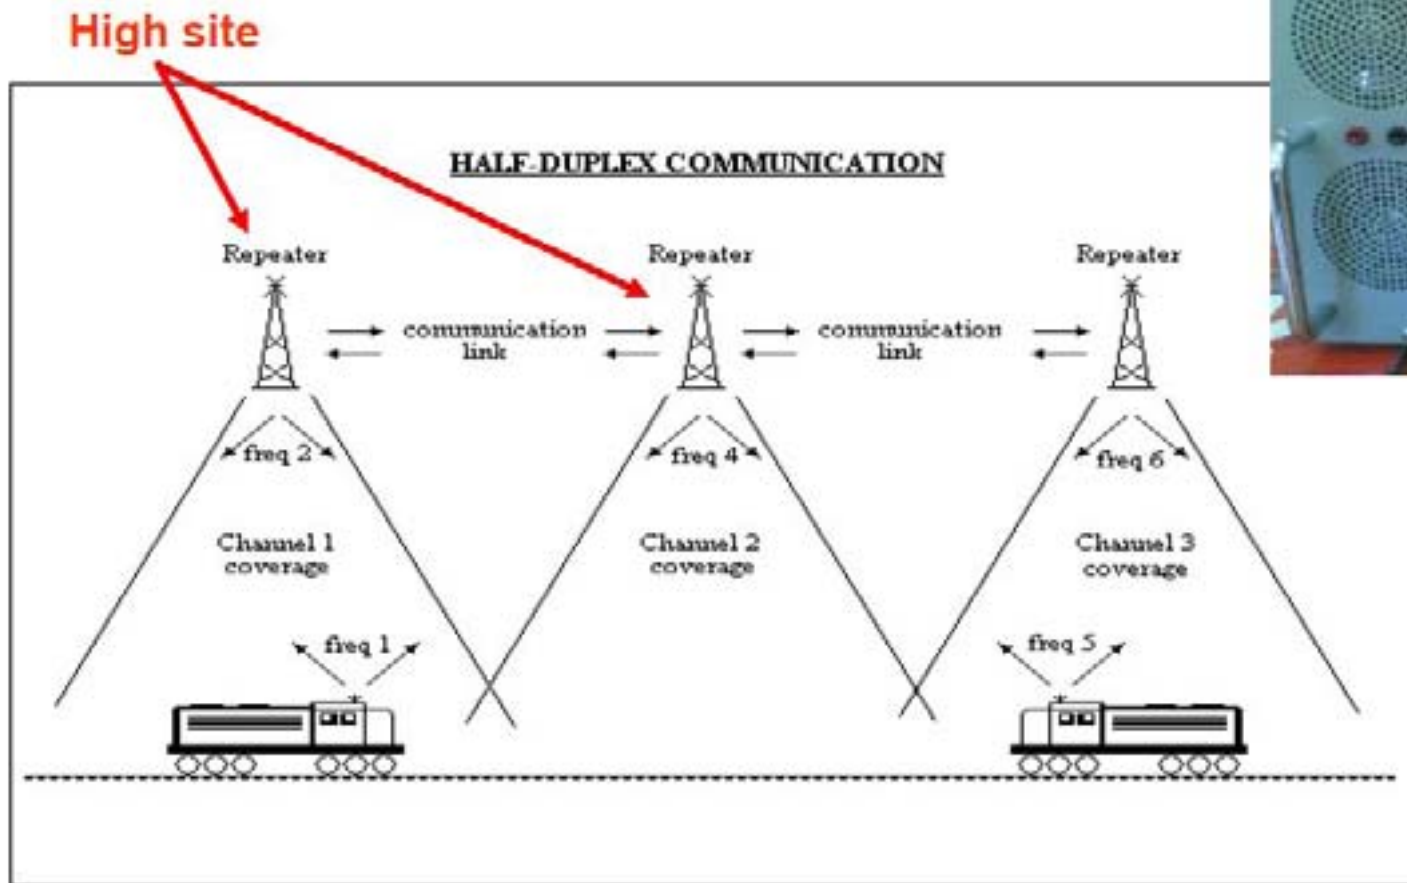 High site
HALF-DUPLEX COMMUNICATION
Repeater
Repeater
Repeater
communication
link
communication
link
freq 2
freq 4
freq 6
Channel 1
coverage
Channel 2
coverage
Channel 3
coverage
freq 1
freq 5